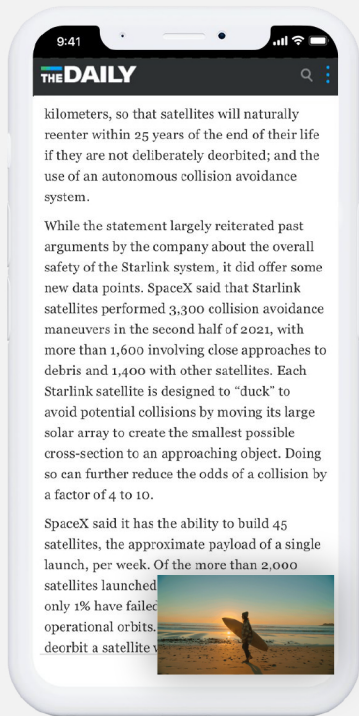 9:41
THE DAILY
kilometers, so that satellites will naturally
reenter within 25 years of the end of their life
if they are not deliberately deorbited; and the
use of an autonomous collision avoidance
system.
While the statement largely reiterated past
arguments by the company about the overall
safety of the Starlink system, it did offer some
new data points. SpaceX said that Starlink
satellites performed 3,300 collision avoidance
maneuvers in the second half of 2021, with
more than 1,600 involving close approaches to
debris and 1,400 with other satellites. Each
Starlink satellite is designed to “duck” to
avoid potential collisions by moving its large
solar array to create the smallest possible
cross-section to an approaching object. Doing
so can further reduce the odds of a collision by
a factor of 4 to 10.
SpaceX said it has the ability to build 45
satellites, the approximate payload of a single
launch, per week. Of the more than 2,000
satellites launched
only 1% have failed
operational orbits.
deorbit a satellite